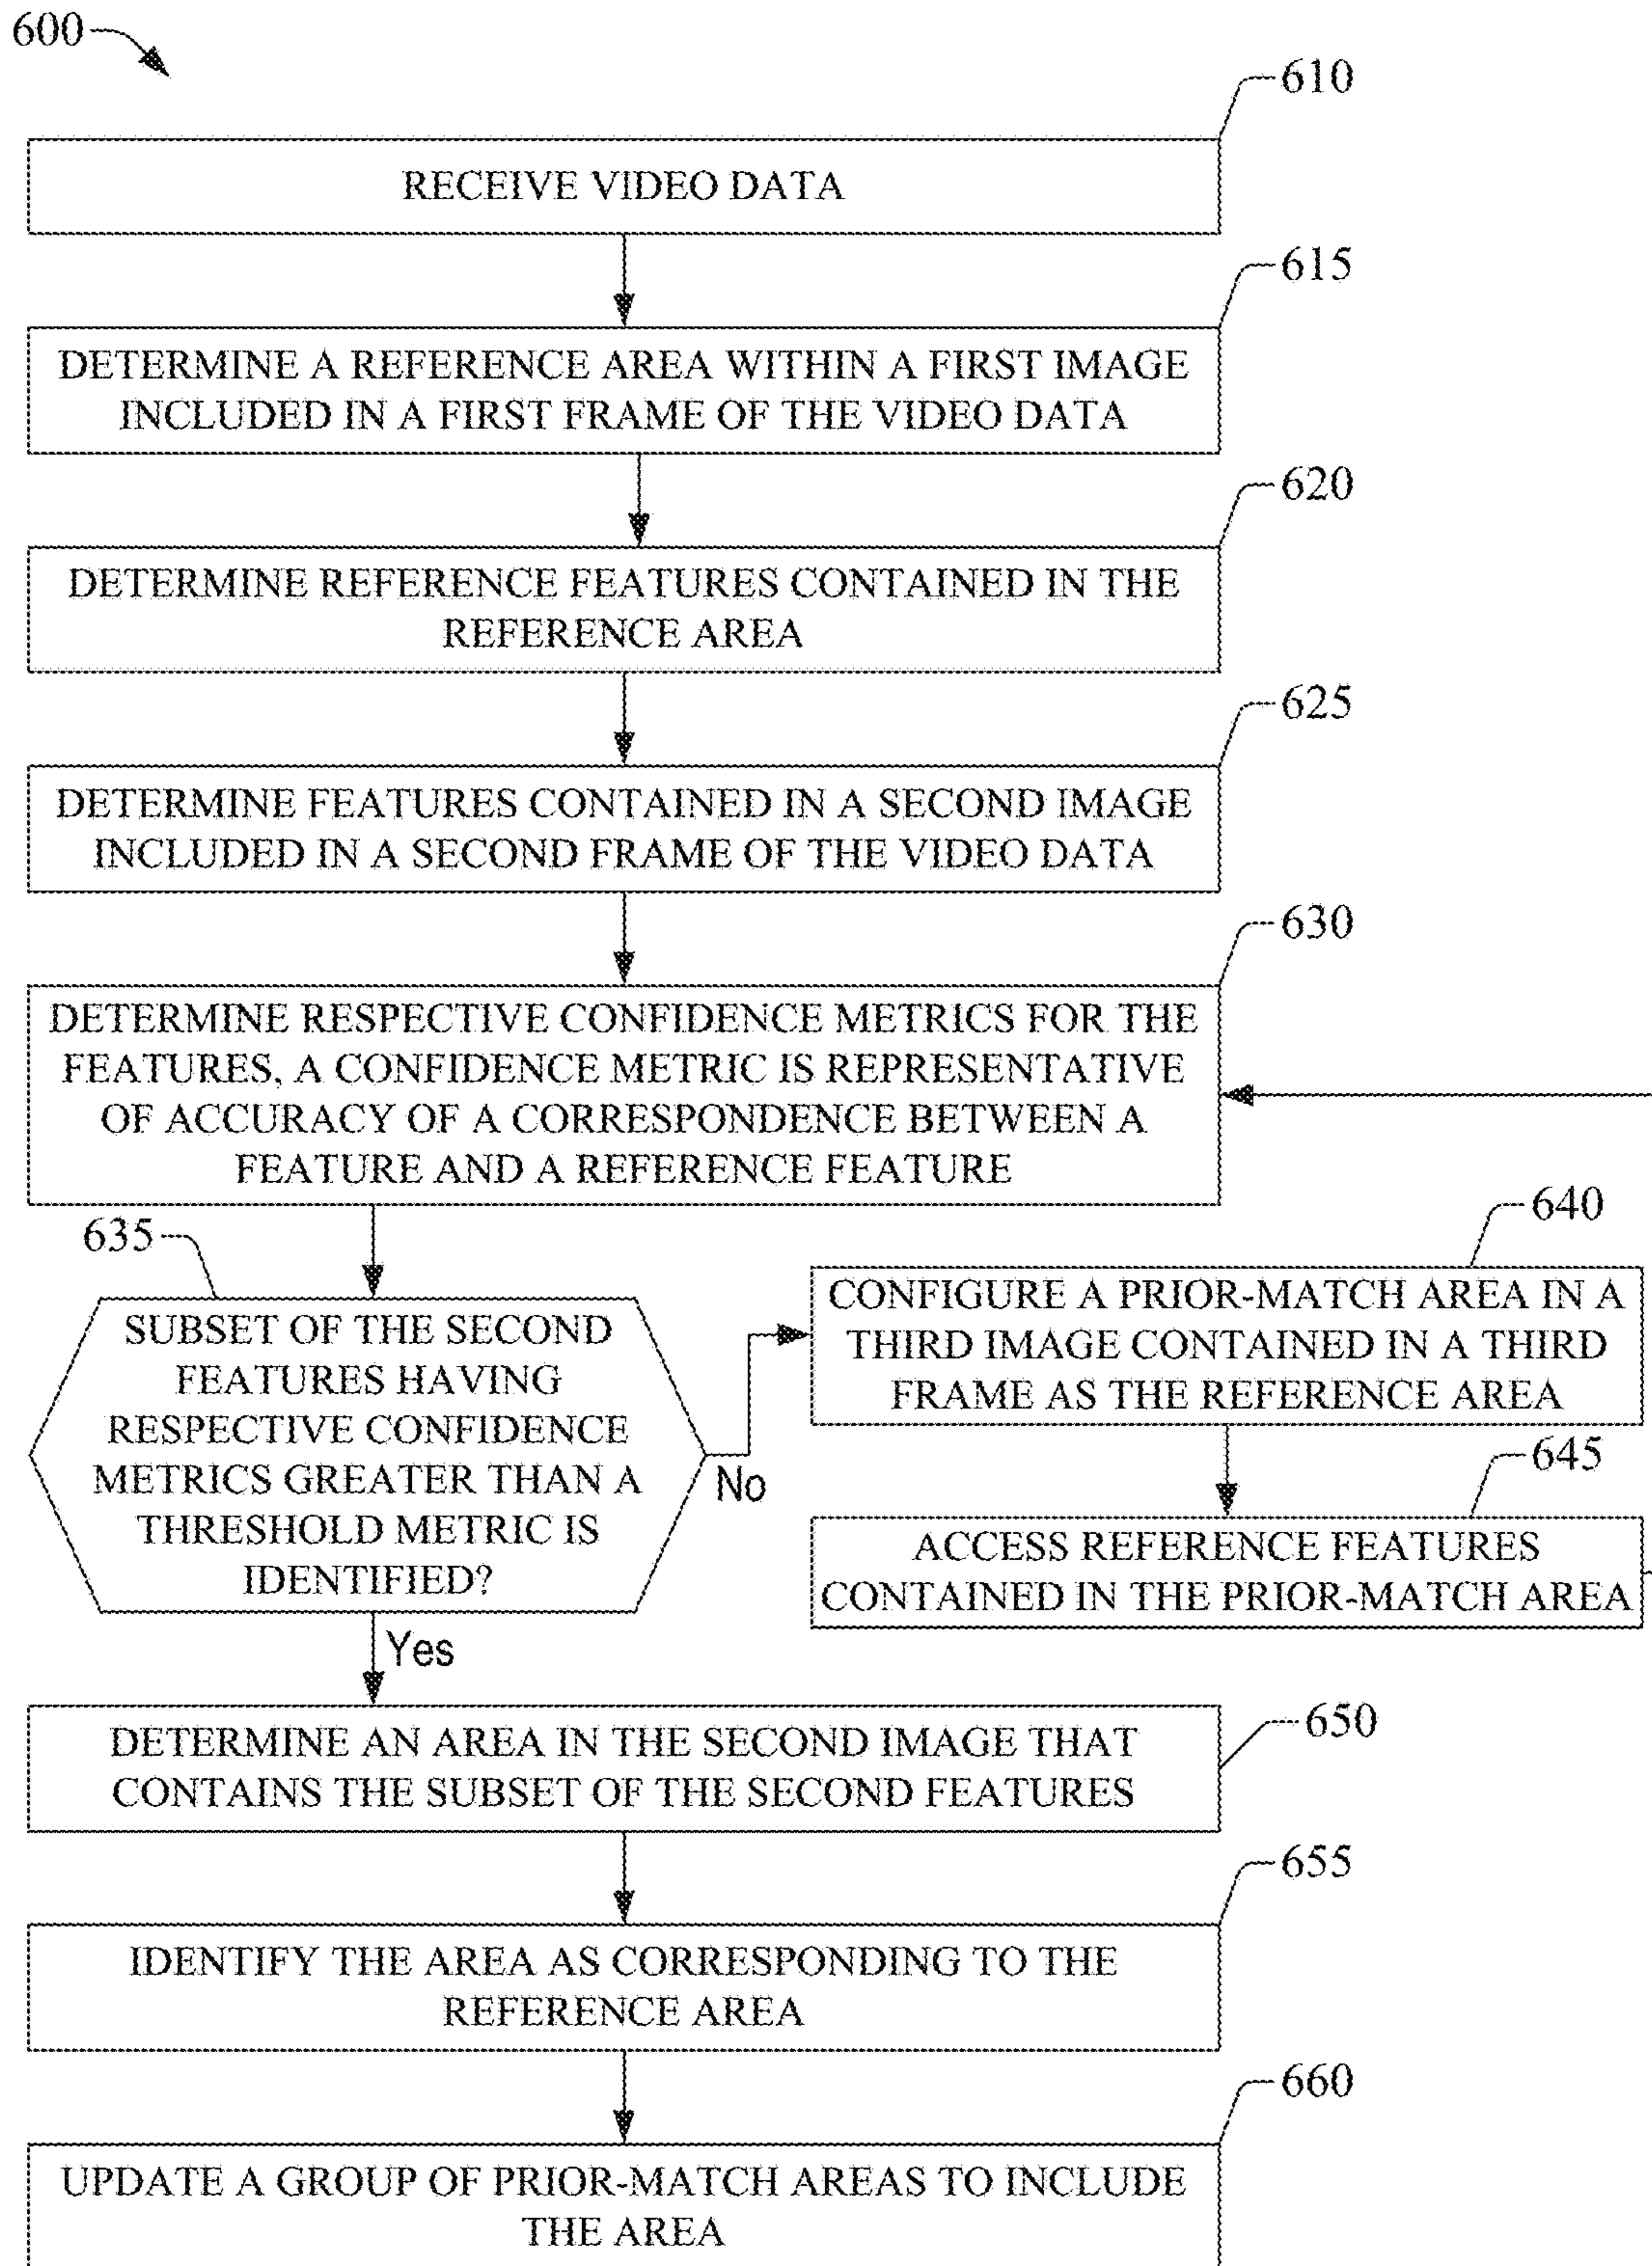 600
610
RECEIVE VIDEO DATA
615
DETERMINE A REFERENCE AREA WITHIN A FIRST IMAGE
INCLUDED IN A FIRST FRAME OF THE VIDEO DATA
620
DETERMINE REFERENCE FEATURES CONTAINED IN THE
REFERENCE AREA
625
DETERMINE FEATURES CONTAINED IN A SECOND IMAGE
INCLUDED IN A SECOND FRAME OF THE VIDEO DATA
630
DETERMINE RESPECTIVE CONFIDENCE METRICS FOR THE
FEATURES, A CONFIDENCE METRIC IS REPRESENTATIVE
OF ACCURACY OF A CORRESPONDENCE BETWEEN A
FEATURE AND A REFERENCE FEATURE
635
SUBSET OF THE SECOND
FEATURES HAVING
RESPECTIVE CONFIDENCE
METRICS GREATER THAN A
THRESHOLD METRIC IS
IDENTIFIED?
No
640
CONFIGURE A PRIOR-MATCH AREA IN A
THIRD IMAGE CONTAINED IN A THIRD
FRAME AS THE REFERENCE AREA
645
ACCESS REFERENCE FEATURES
CONTAINED IN THE PRIOR-MATCH AREA
Yes
650
DETERMINE AN AREA IN THE SECOND IMAGE THAT
CONTAINS THE SUBSET OF THE SECOND FEATURES
655
IDENTIFY THE AREA AS CORRESPONDING TO THE
REFERENCE AREA
660
UPDATE A GROUP OF PRIOR-MATCH AREAS TO INCLUDE
THE AREA